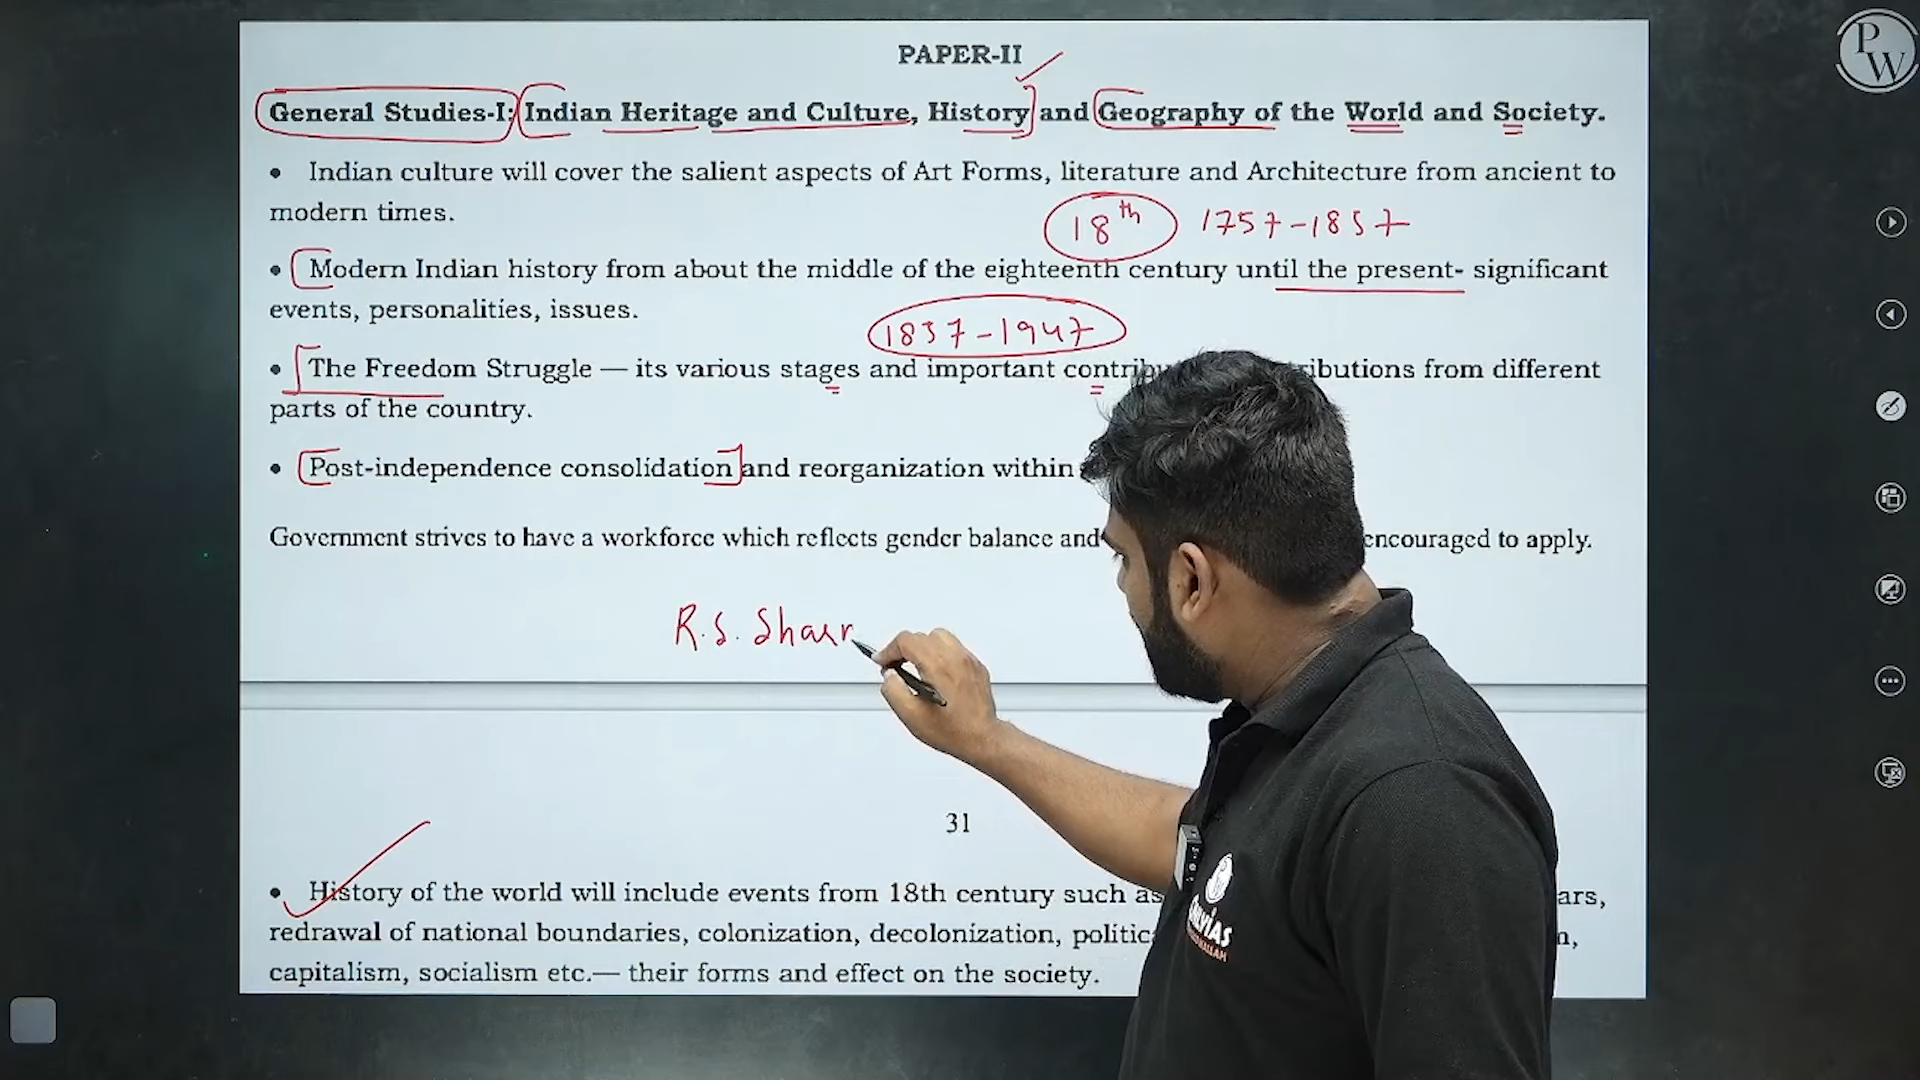 PAPER-II
General Studies-I: Indian Heritage and Culture, History and Geography of the World and Society.
• Indian culture will cover the salient aspects of Art Forms, literature and Architecture from ancient to
modern times.
18th 1757-1857
• Modern Indian history from about the middle of the eighteenth century until the present- significant
events, personalities, issues.
1857-1947
• The Freedom Struggle — its various stages and important
different
parts of the country.
• Post-independence consolidation and reorganization within
Government strives to have a workforce which reflects gender balance and encouraged to apply.
R.S. Shar
31
• History of the world will include events from 18th century such as
redrawal of national boundaries, colonization, decolonization,
capitalism, socialism etc.— their forms and effect on the society.
PW